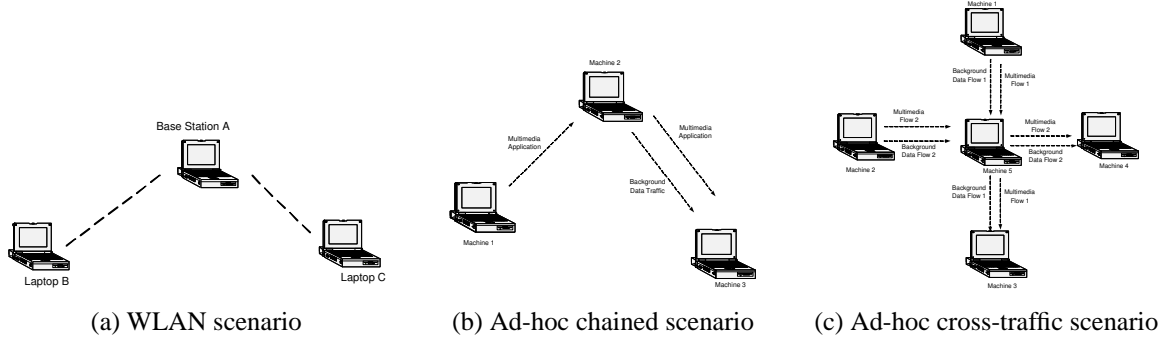 Base Station A
Laptop B
Laptop C
(a) WLAN scenario
Machine 2
Multimedia
Application
Multimedia
Application
Background
Data Traffic
Machine 1
Machine 3
(b) Ad-hoc chained scenario
Machine 1
Background
Data Flow 1
Multimedia
Flow 1
Multimedia
Flow 2
Multimedia
Flow 2
Background
Data Flow 2
Background
Data Flow 2
Machine 2
Machine 5
Machine 4
Background
Data Flow 1
Multimedia
Flow 1
Machine 3
(c) Ad-hoc cross-traffic scenario